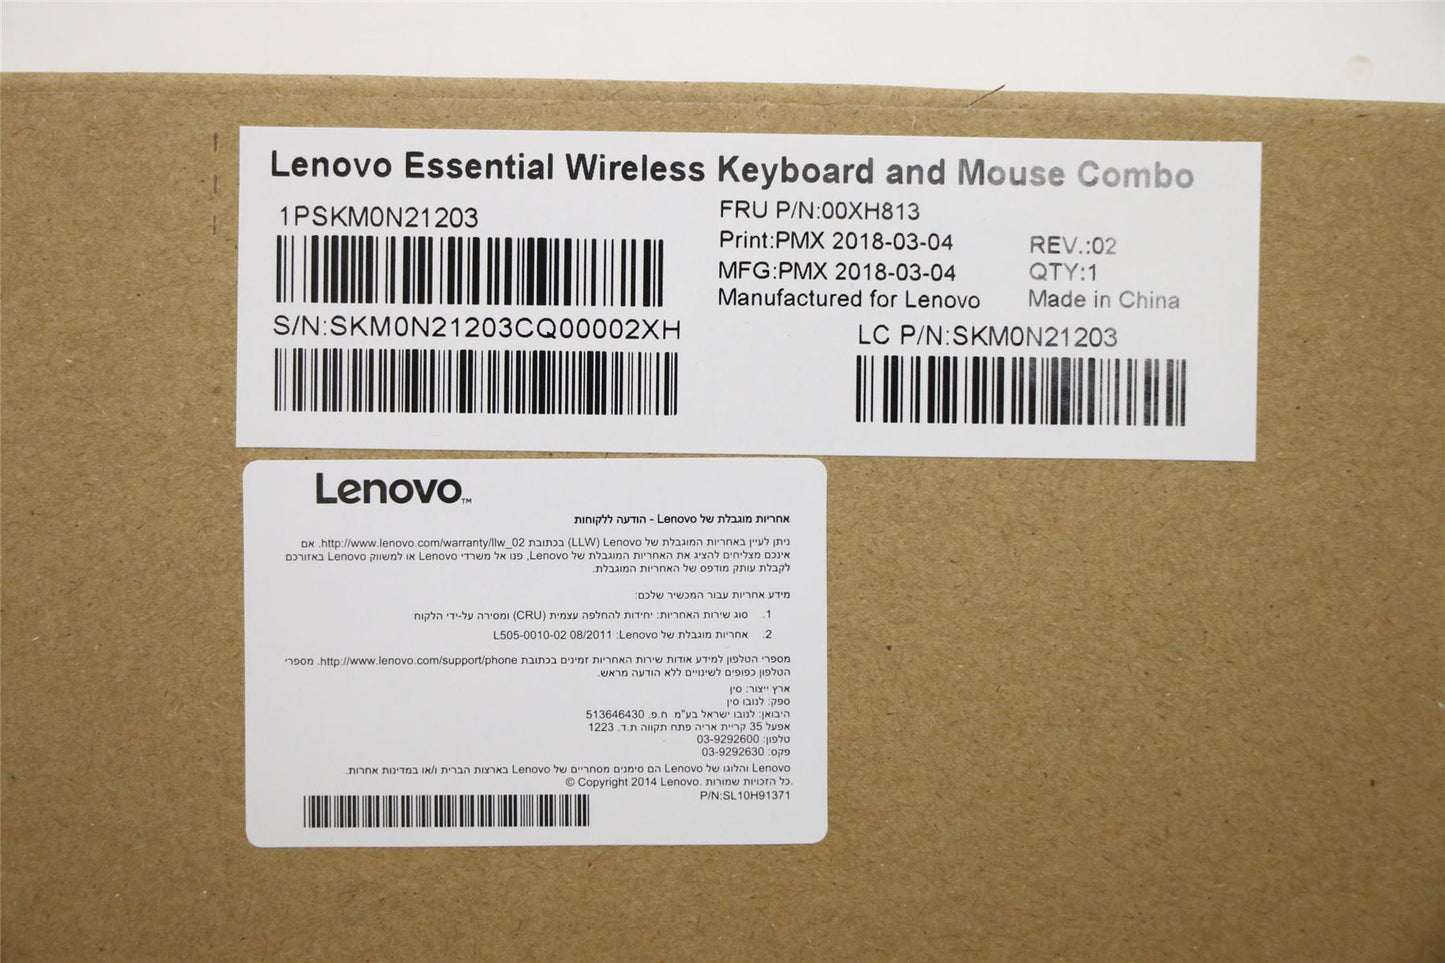 Lenovo Essential Wireless Keyboard and Mouse Combo
1PSKM0N21203
S/N:SKM0N21203CQ00002XH
FRU P/N:00XH813
Print:PMX 2018-03-04
REV.:02
MFG:PMX 2018-03-04
QTY:1
Manufactured for Lenovo
Made in China
LC P/N:SKM0N21203
Lenovo™
אחריות מוגבלת של Lenovo - הודעה ללקוחות
ניתן לעיין באחריות המוגבלת של Lenovo (LLW) בכתובת http://www.lenovo.com/warranty/llw_02. אם
אינכם מצליחים להציג את האחריות המוגבלת של Lenovo, פנו אל משרדי Lenovo או למשווק Lenovo באזורכם
לקבלת עותק מודפס של האחריות המוגבלת.
מידע אחריות עבור המכשיר שלכם:
1. סוג שירות האחריות: יחידות להחלפה עצמית (CRU) ומסירה על-ידי הלקוח
2. אחריות מוגבלת של Lenovo: L505-0010-02 08/2011
מספרי הטלפון למידע אודות שירות האחריות זמינים בכתובת http://www.lenovo.com/support/phone. מספרי
הטלפון כפופים לשינויים ללא הודעה מראש.
ארץ ייצור: סין
ספק: לנובו סין
היבואן: לנובו ישראל בע"מ ח.פ. 513646430
אפעל 35 קריית אריה פתח תקווה ת.ד. 1223
טלפון: 03-9292600
פקס: 03-9292630
Lenovo והלוגו של Lenovo הם סימנים מסחריים של Lenovo בארצות הברית ו/או במדינות אחרות.
© Copyright 2014 Lenovo. כל הזכויות שמורות.
P/N:SL10H91371